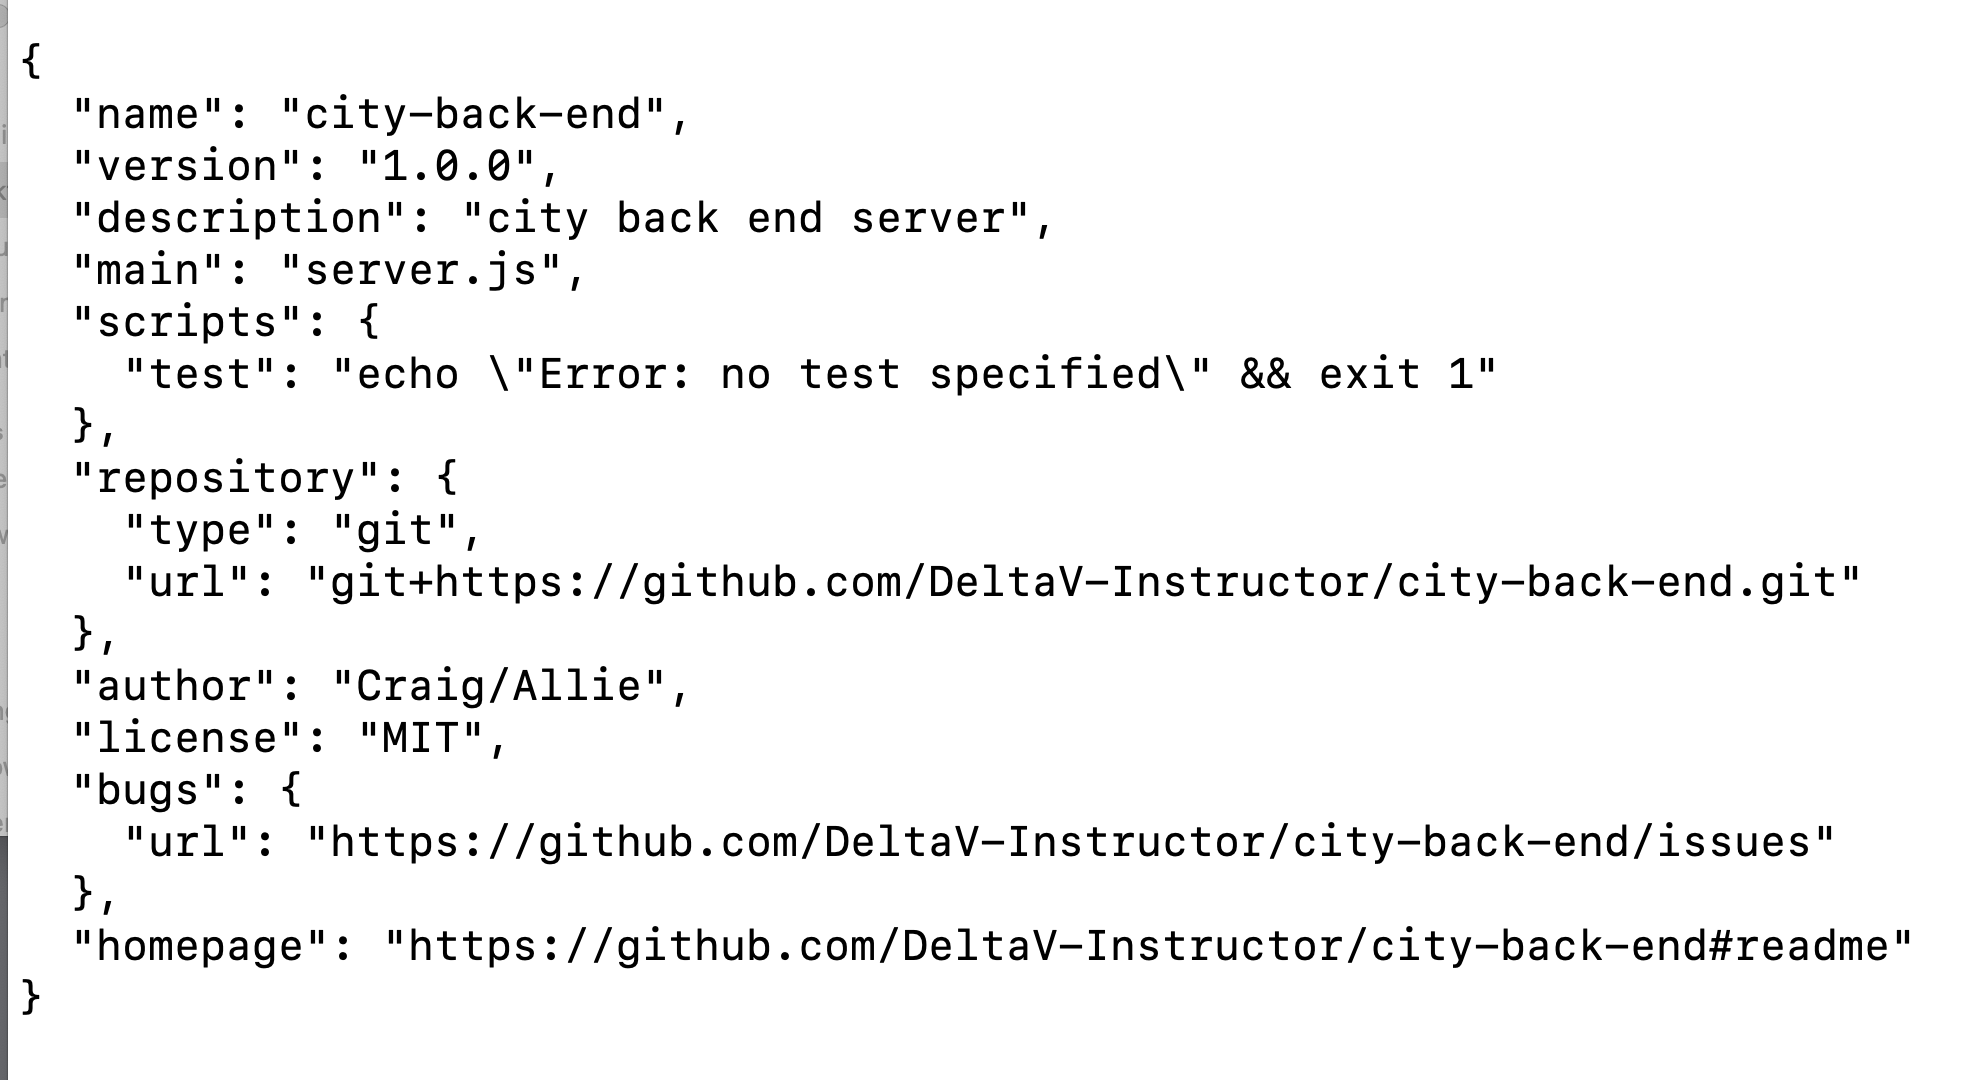 {
  "name": "city-back-end",
  "version": "1.0.0",
  "description": "city back end server",
  "main": "server.js",
  "scripts": {
    "test": "echo \"Error: no test specified\" && exit 1"
  },
  "repository": {
    "type": "git",
    "url": "git+https://github.com/DeltaV-Instructor/city-back-end.git"
  },
  "author": "Craig/Allie",
  "license": "MIT",
  "bugs": {
    "url": "https://github.com/DeltaV-Instructor/city-back-end/issues"
  },
  "homepage": "https://github.com/DeltaV-Instructor/city-back-end#readme"
}